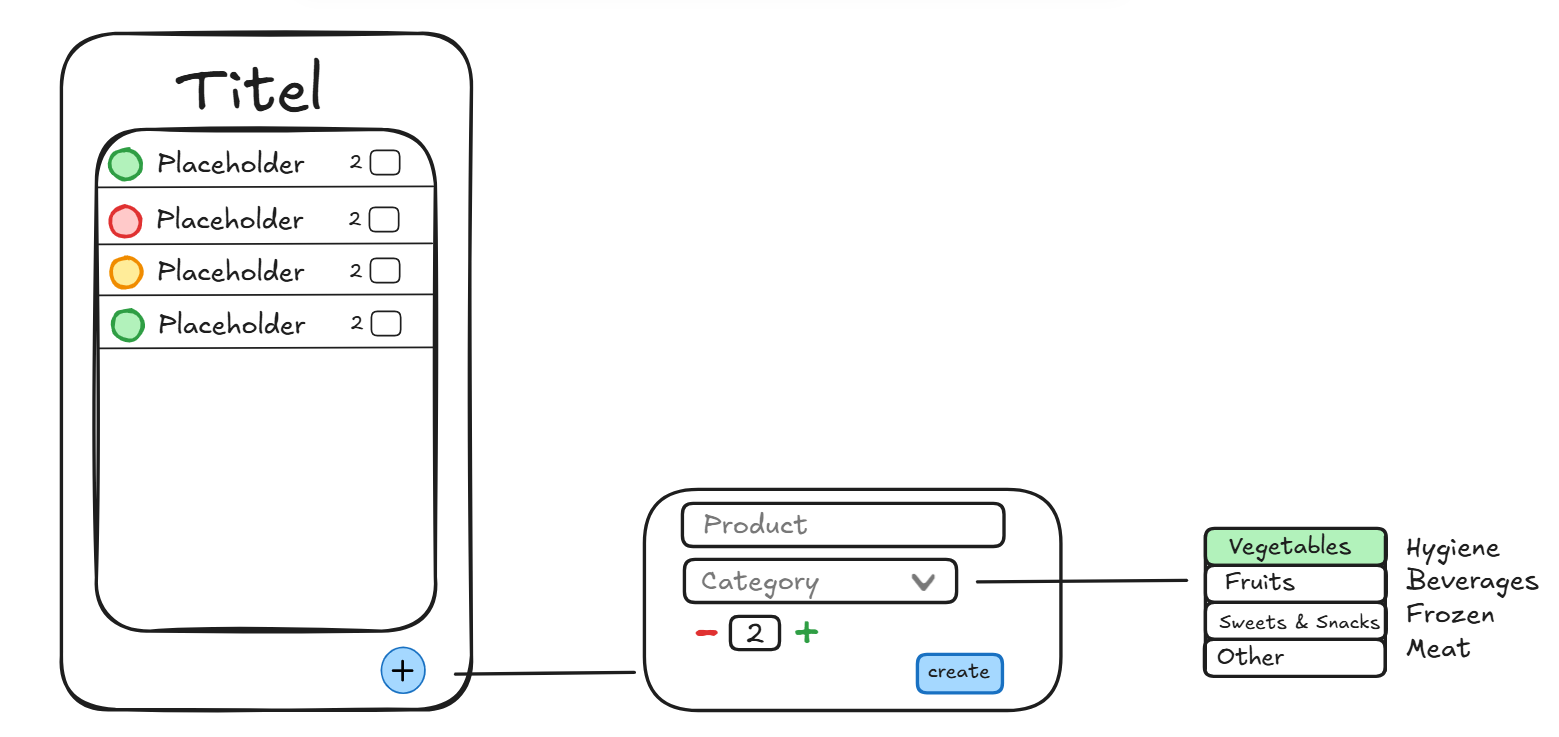 Titel
Placeholder 2
Placeholder 2
Placeholder 2
Placeholder 2
+
Product
Category
- 2 +
create
Vegetables
Fruits
Sweets & Snacks
Other
Hygiene
Beverages
Frozen
Meat